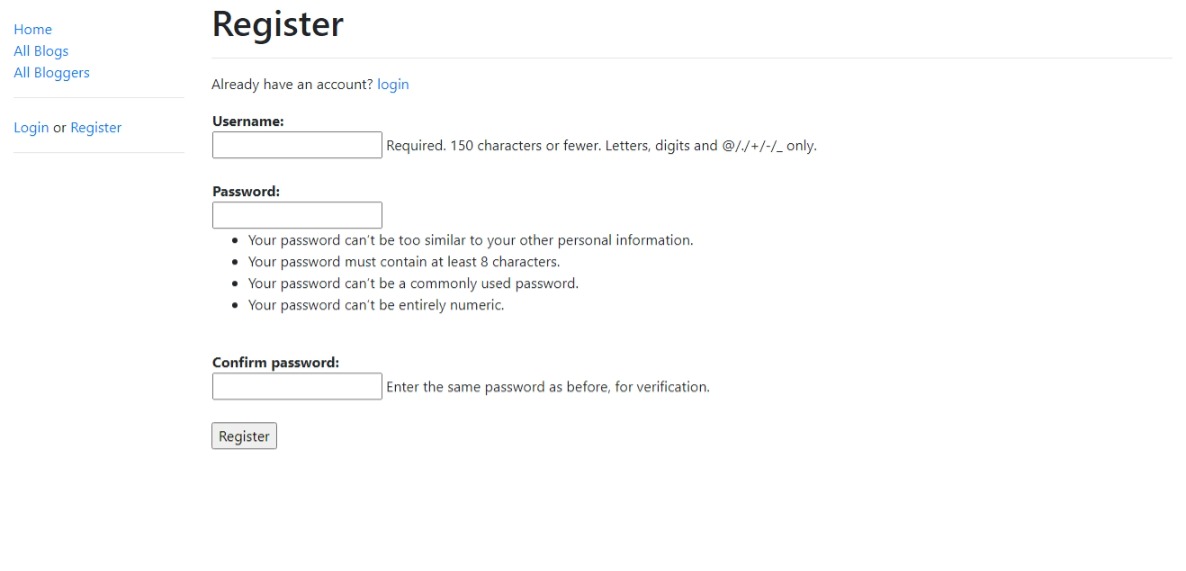 Home
All Blogs
All Bloggers
Login or Register
Register
Already have an account? login
Username:
Required. 150 characters or fewer. Letters, digits and @/./+/-/_ only.
Password:
Your password can't be too similar to your other personal information.
Your password must contain at least 8 characters.
Your password can't be a commonly used password.
Your password can't be entirely numeric.
Confirm password:
Enter the same password as before, for verification.
Register